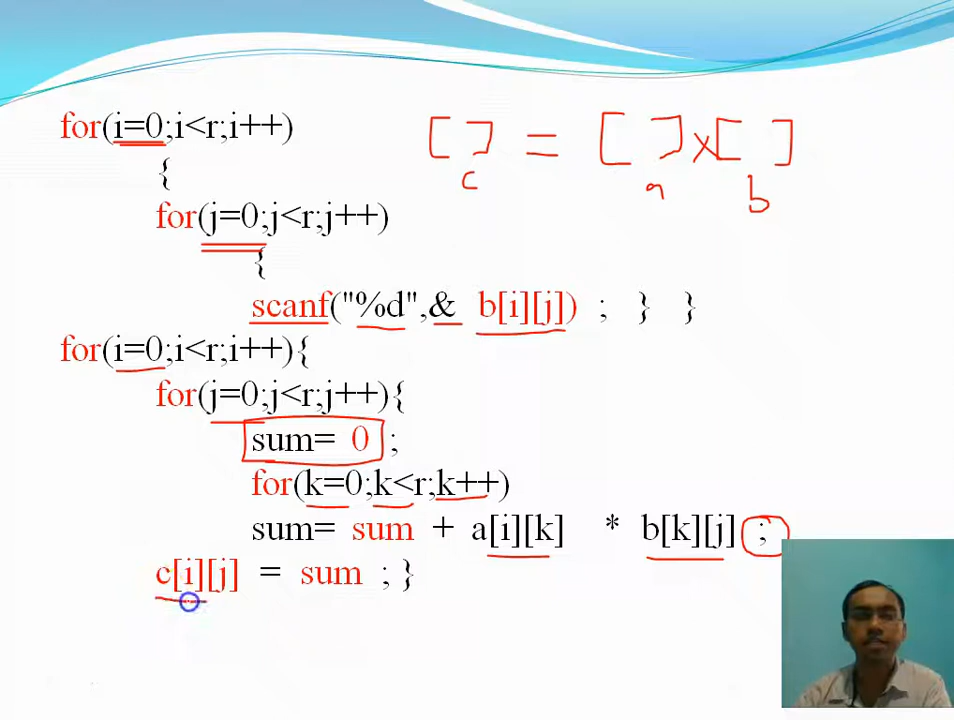 for(i=0;i<r;i++)
[ ] = [ ] x [ ]
c a b
{
for(j=0;j<r;j++)
{
scanf("%d",& b[i][j]) ; } }
for(i=0;i<r;i++){
for(j=0;j<r;j++){
sum= 0 ;
for(k=0;k<r;k++)
sum= sum + a[i][k] * b[k][j] ;
c[i][j] = sum ; }